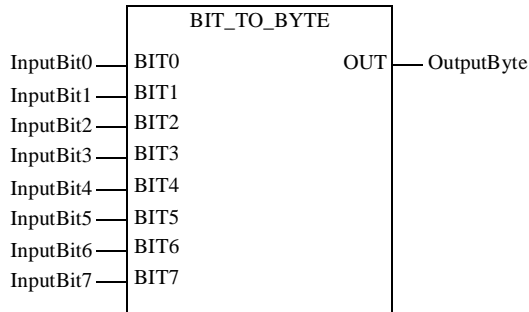 BIT_TO_BYTE
InputBit0 BIT0 OUT OutputByte
InputBit1 BIT1
InputBit2 BIT2
InputBit3 BIT3
InputBit4 BIT4
InputBit5 BIT5
InputBit6 BIT6
InputBit7 BIT7